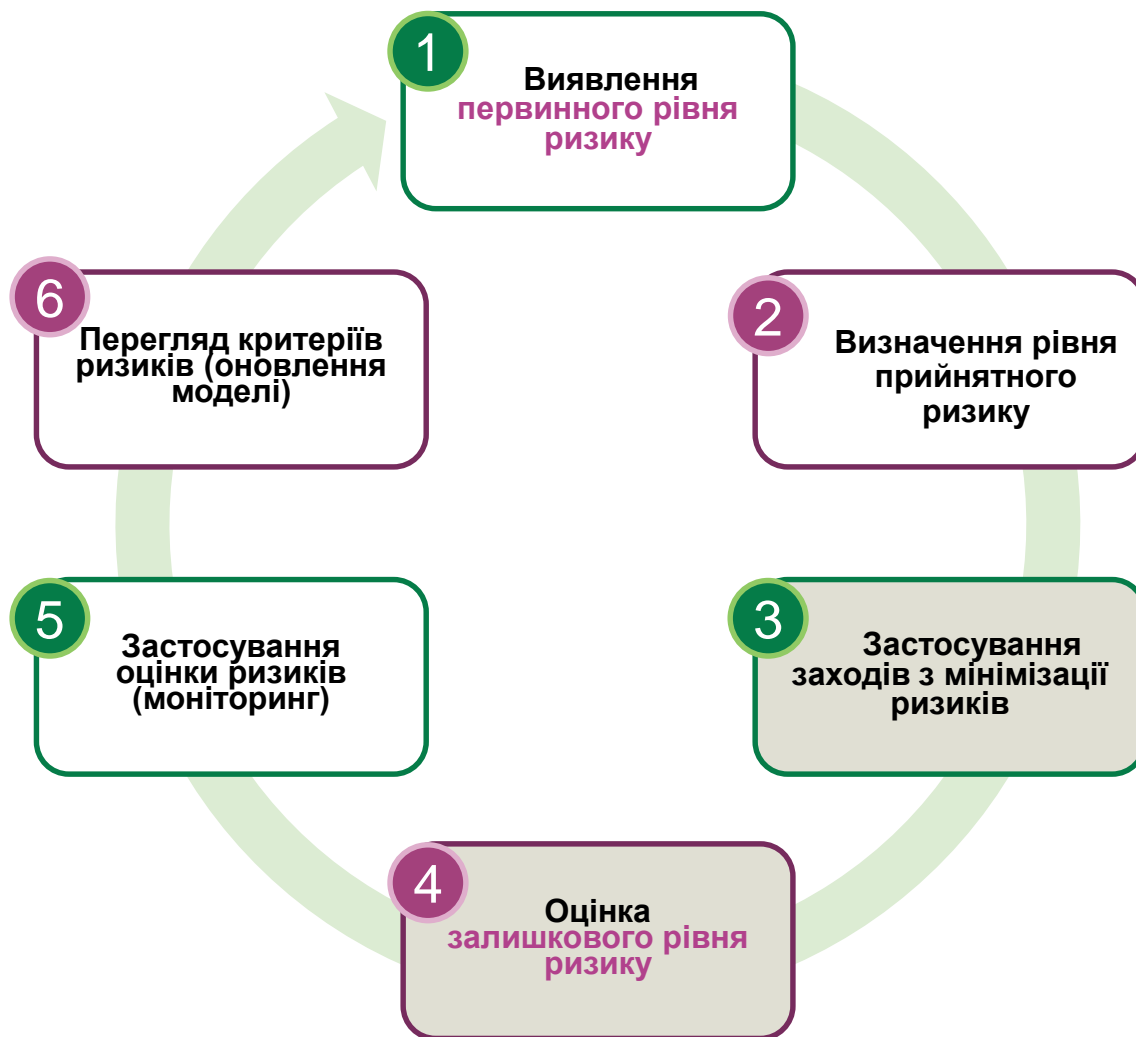 1
Виявлення
первинного рівня
ризику
2
Визначення рівня
прийнятного
ризику
3
Застосування
заходів з мінімізації
ризиків
4
Оцінка
залишкового рівня
ризику
5
Застосування
оцінки ризиків
(моніторинг)
6
Перегляд критеріїв
ризиків (оновлення
моделі)